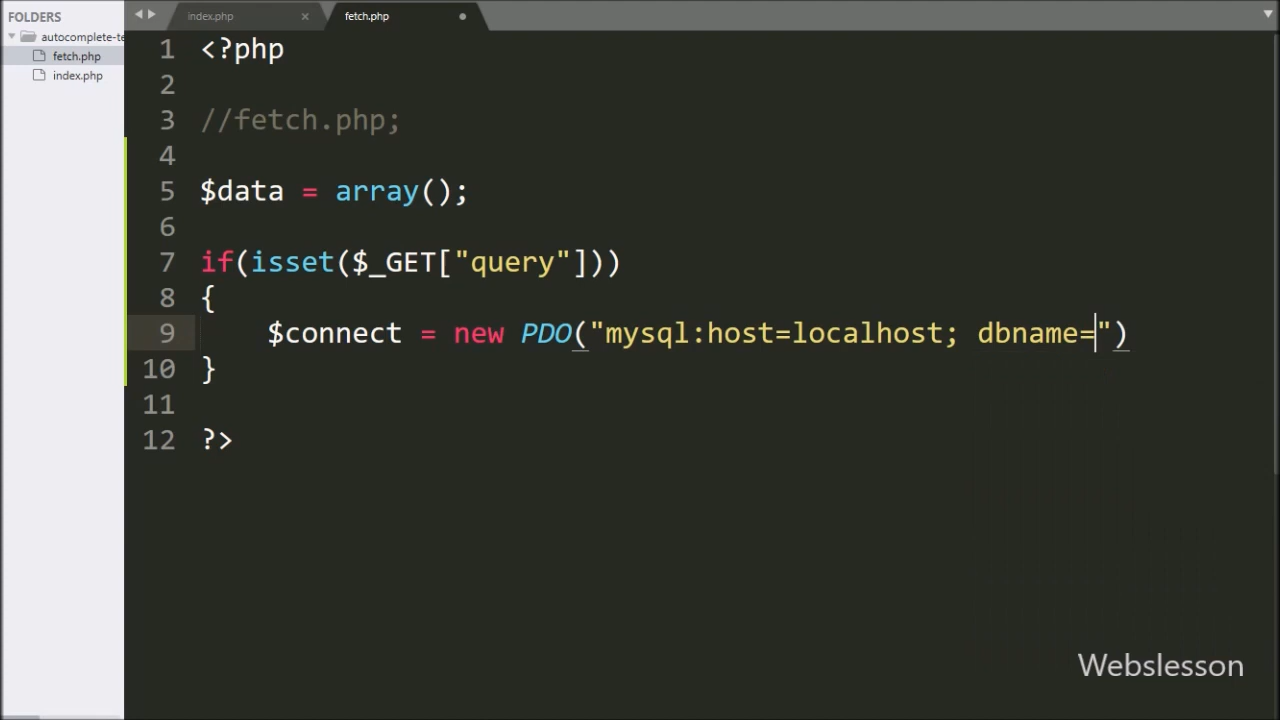 FOLDERS
autocomplete-te
fetch.php
index.php
index.php ×
fetch.php
1 <?php
2
3 //fetch.php;
4
5 $data = array();
6
7 if(isset($_GET["query"]))
8 {
9 $connect = new PDO("mysql:host=localhost; dbname=")
10 }
11
12 ?>
Webslesson